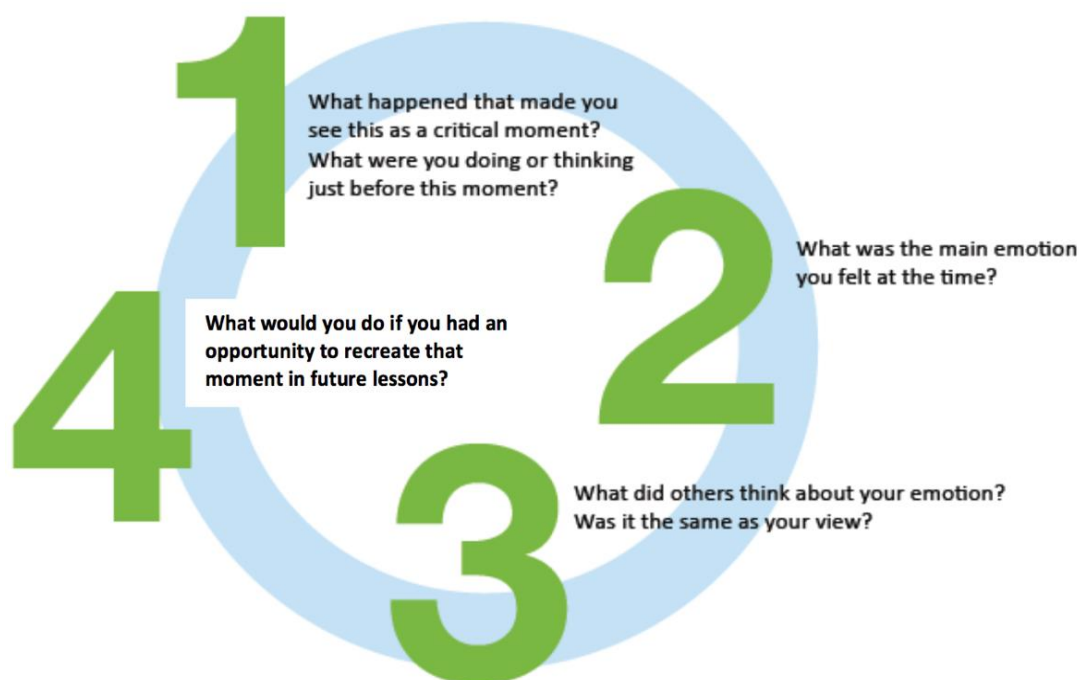 1
What happened that made you
see this as a critical moment?
What were you doing or thinking
just before this moment?
2
What was the main emotion
you felt at the time?
3
What did others think about your emotion?
Was it the same as your view?
4
What would you do if you had an
opportunity to recreate that
moment in future lessons?